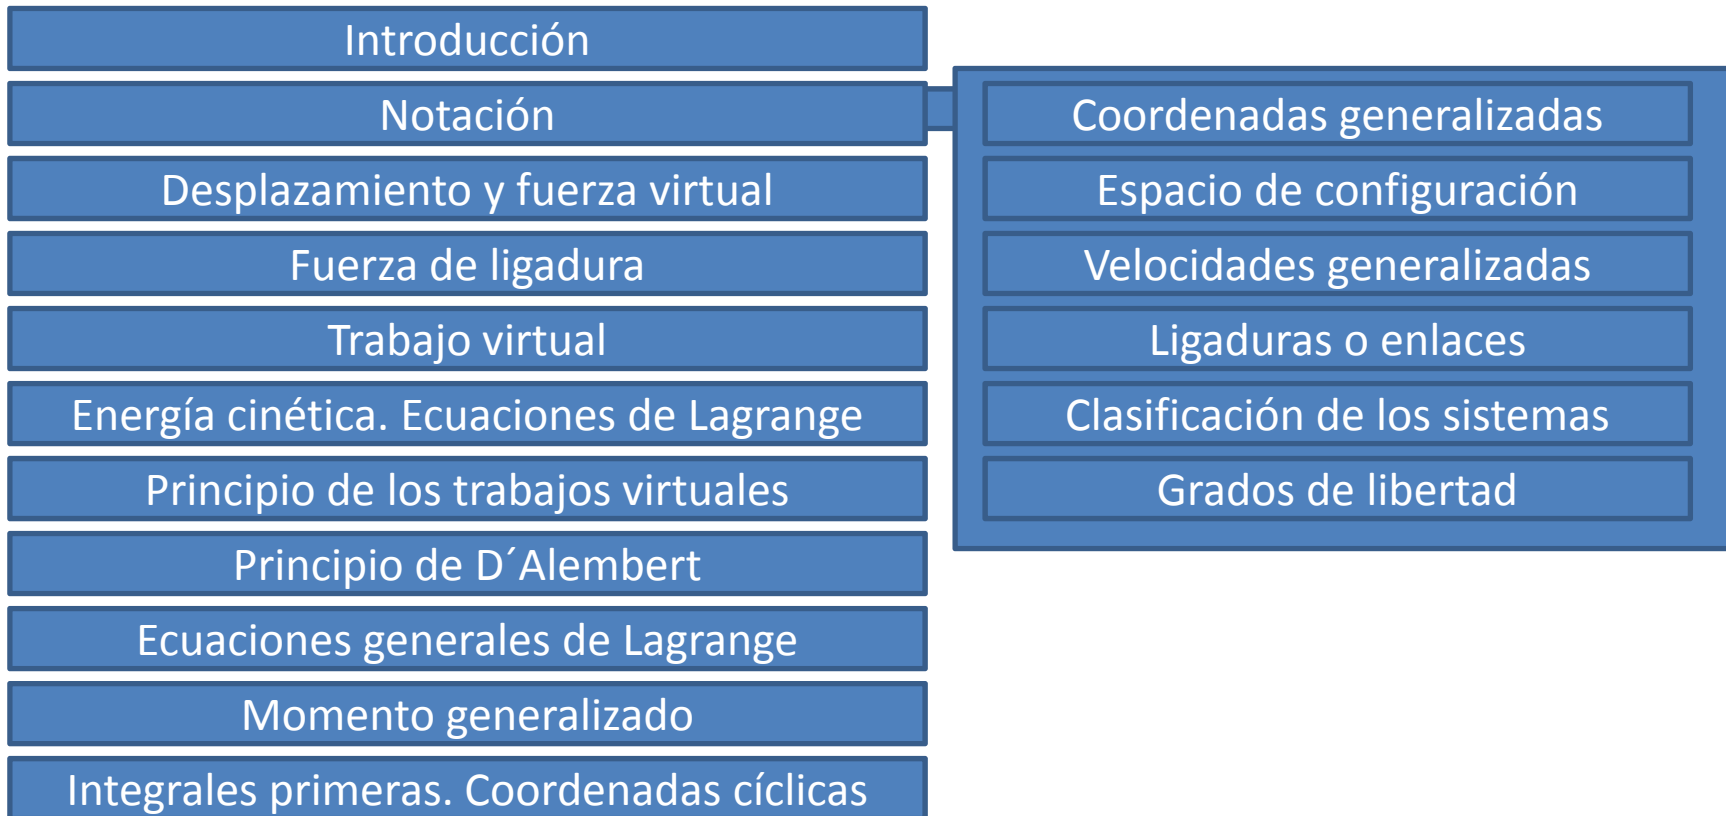 Introducción
Notación
Desplazamiento y fuerza virtual
Fuerza de ligadura
Trabajo virtual
Energía cinética. Ecuaciones de Lagrange
Principio de los trabajos virtuales
Principio de D´Alembert
Ecuaciones generales de Lagrange
Momento generalizado
Integrales primeras. Coordenadas cíclicas
Coordenadas generalizadas
Espacio de configuración
Velocidades generalizadas
Ligaduras o enlaces
Clasificación de los sistemas
Grados de libertad